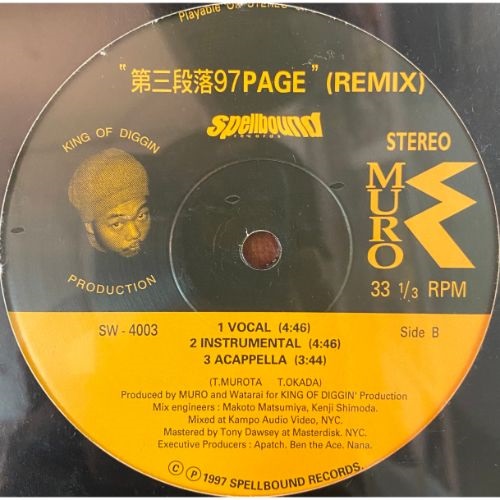 Playable On STEREO
"第三段落97PAGE" (REMIX)
KING OF DIGGIN
PRODUCTION
spellbound
records
STEREO
MURO
33 1/3 RPM
SW - 4003
1 VOCAL (4:46)
2 INSTRUMENTAL (4:46)
3 ACAPPELLA (3:44)
Side B
(T.MUROTA T.OKADA)
Produced by MURO and Watarai for KING OF DIGGIN' Production
Mix engineers : Makoto Matsumiya, Kenji Shimoda.
Mixed at Kampo Audio Video, NYC.
Mastered by Tony Dawsey at Masterdisk. NYC.
Executive Producers : Apatch. Ben the Ace. Nana.
© ℗ 1997 SPELLBOUND RECORDS.